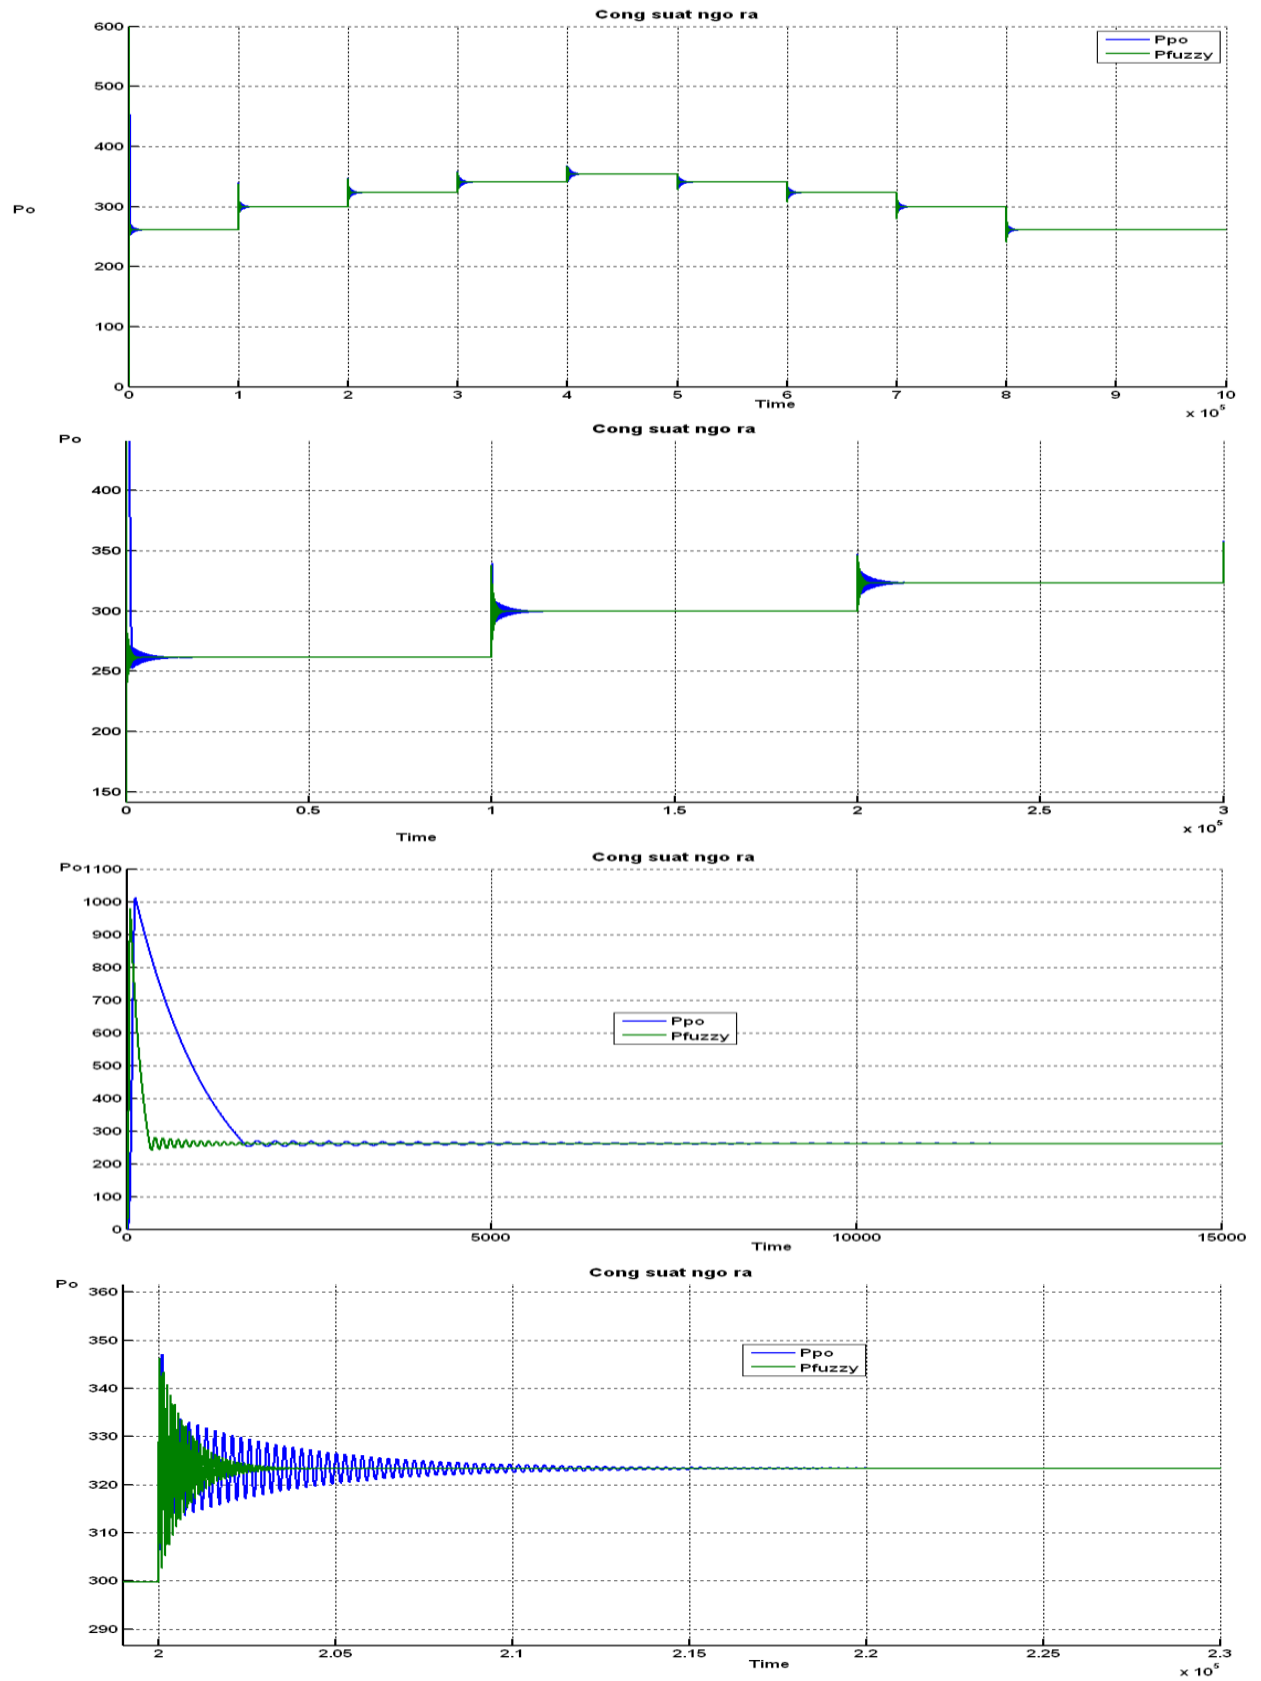 Cong suat ngo ra
600
Ppo
Pfuzzy
500
400
300
Po
200
100
0
0 1 2 3 4 5 6 7 8 9 10
Time
x 10^5
Cong suat ngo ra
Po
400
350
300
250
200
150
0 0.5 1 1.5 2 2.5 3
x 10^5
Time
Cong suat ngo ra
Po 1100
1000
900
800
700
600
500
400
300
200
100
0
Ppo
Pfuzzy
0 5000 10000 15000
Time
Cong suat ngo ra
Po
360
350
340
330
320
310
300
290
Ppo
Pfuzzy
2 2.05 2.1 2.15 2.2 2.25 2.3
Time
x 10^5